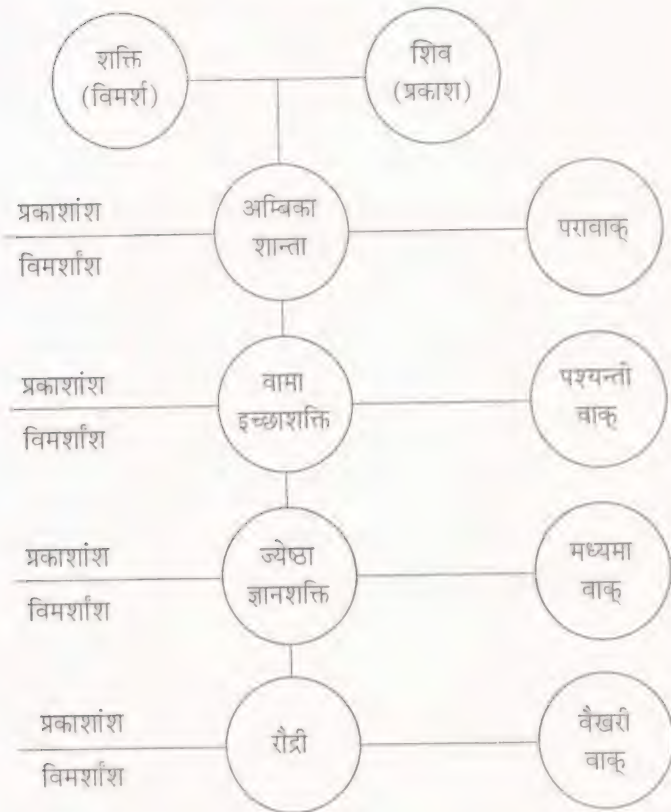 शक्ति
(विमर्श)
शिव
(प्रकाश)
प्रकाशांश
विमर्शांश
अम्बिका
शान्ता
परावाक्
प्रकाशांश
विमर्शांश
वामा
इच्छाशक्ति
पश्यन्तो
वाक्
प्रकाशांश
विमर्शांश
ज्येष्ठा
ज्ञानशक्ति
मध्यमा
वाक्
प्रकाशांश
विमर्शांश
रौद्री
वैखरी
वाक्